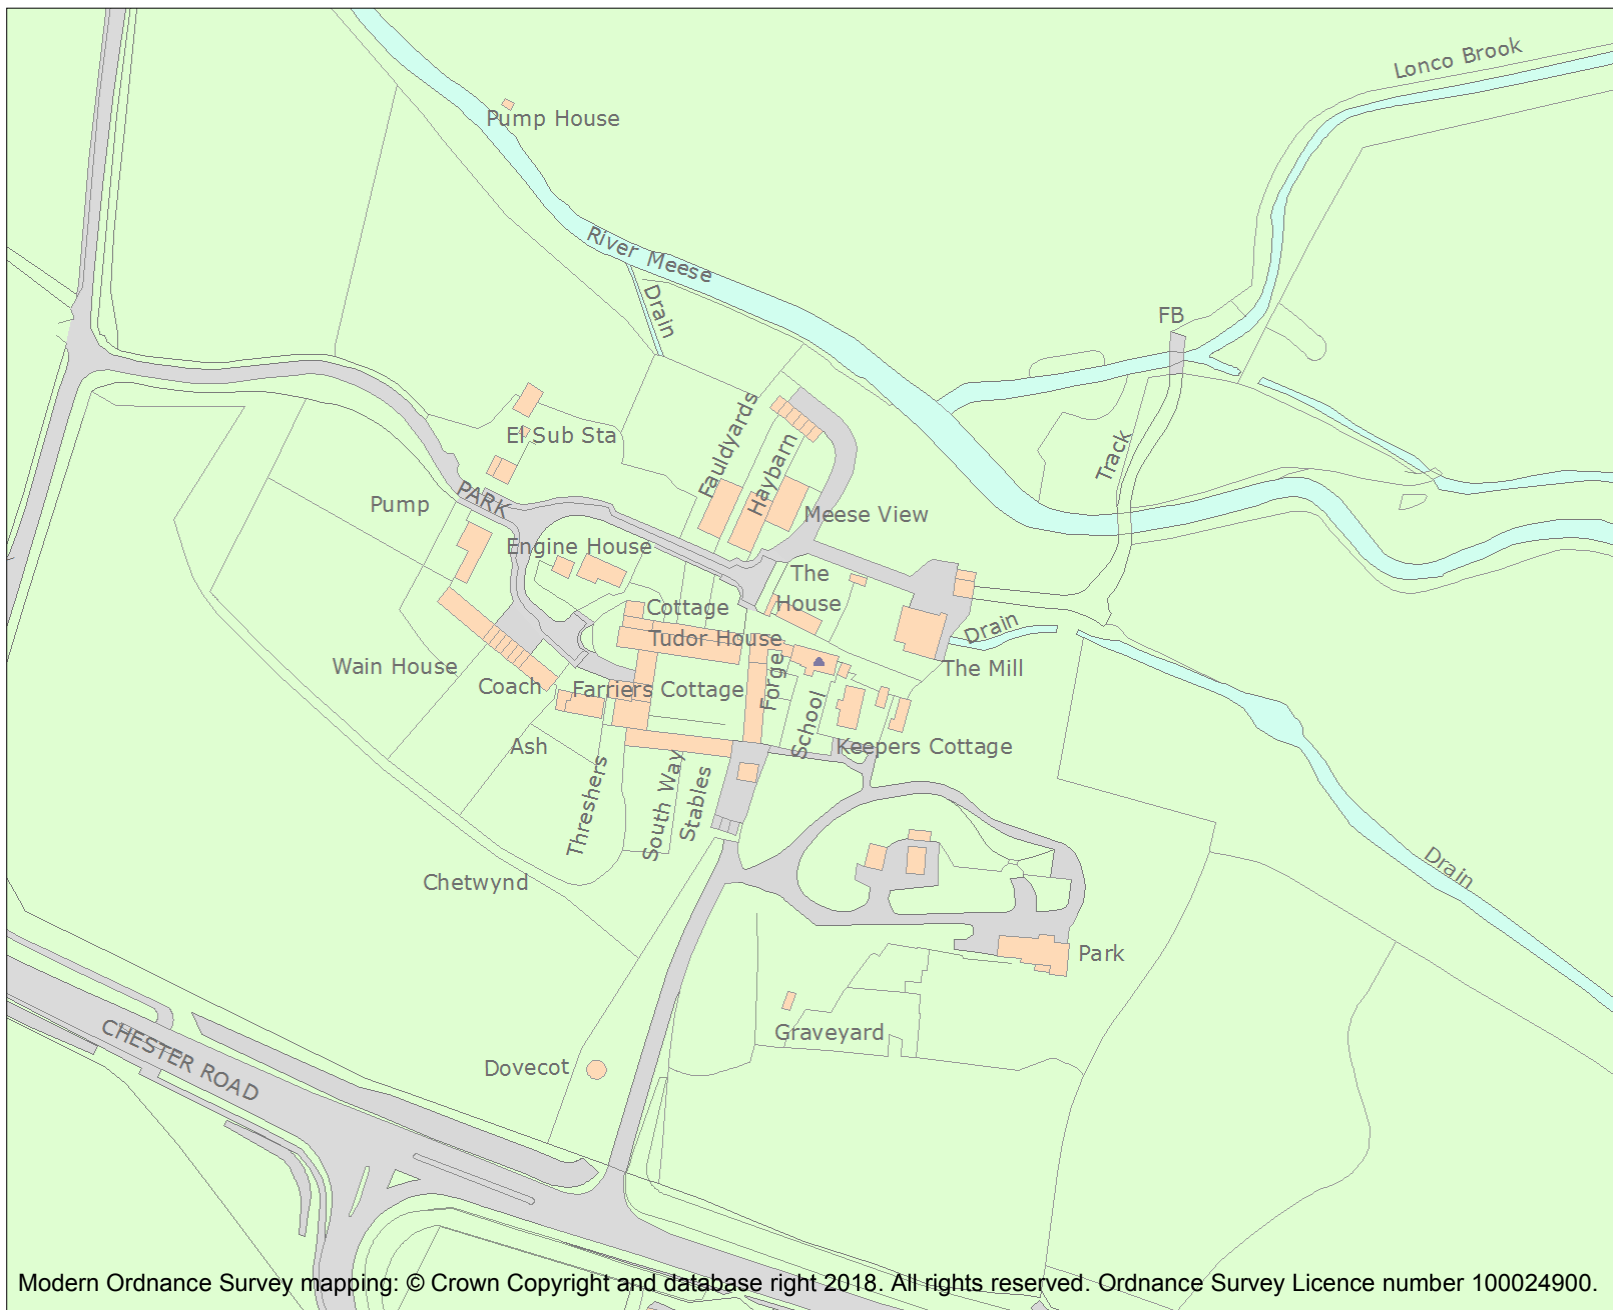 Lonco Brook
Pump House
River Meese
Drain
FB
Fauldyards
Haybarn
El Sub Sta
Track
PARK
Pump
Meese View
Engine House
The
House
Cottage
Tudor House
Drain
Wain House
Coach
Farriers Cottage
Forge
The Mill
School
Ash
Keepers Cottage
Threshers
South Way
Stables
Chetwynd
Drain
Park
Graveyard
Dovecot
CHESTER ROAD
Modern Ordnance Survey mapping: © Crown Copyright and database right 2018. All rights reserved. Ordnance Survey Licence number 100024900.